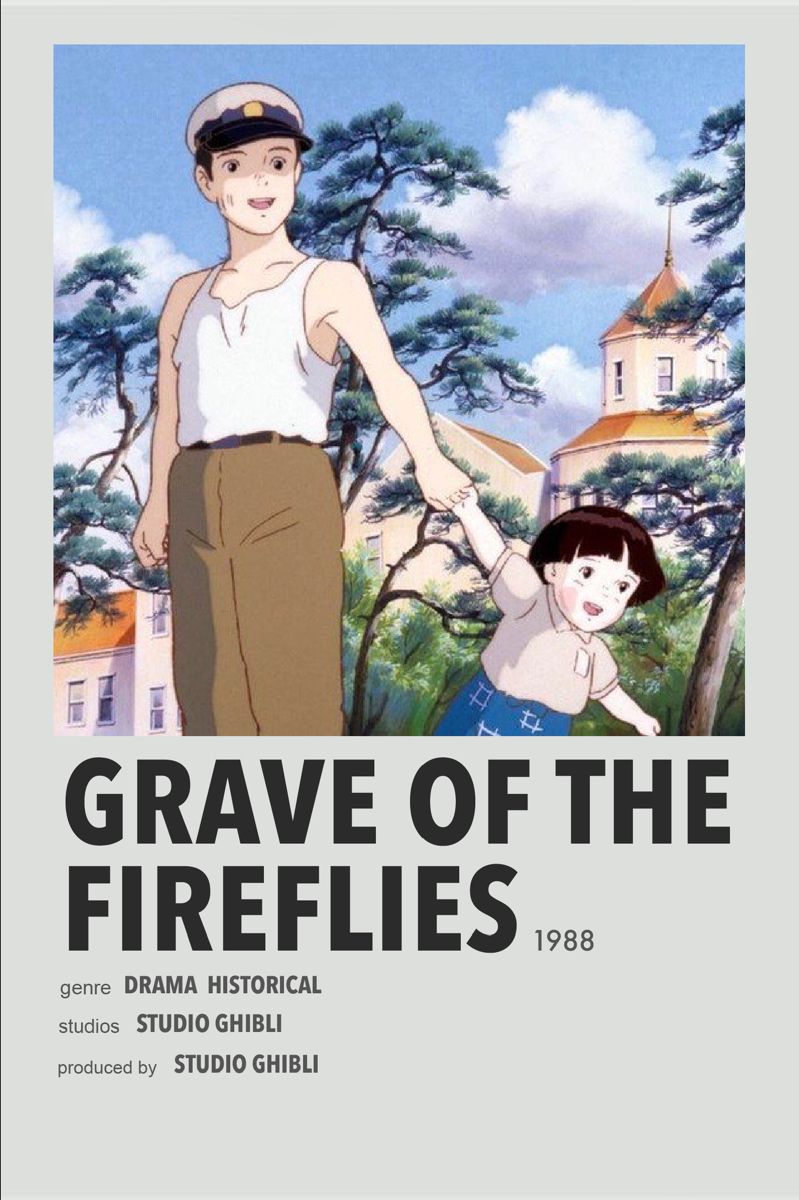 GRAVE OF THE
FIREFLIES 1988
genre DRAMA HISTORICAL
studios STUDIO GHIBLI
produced by STUDIO GHIBLI